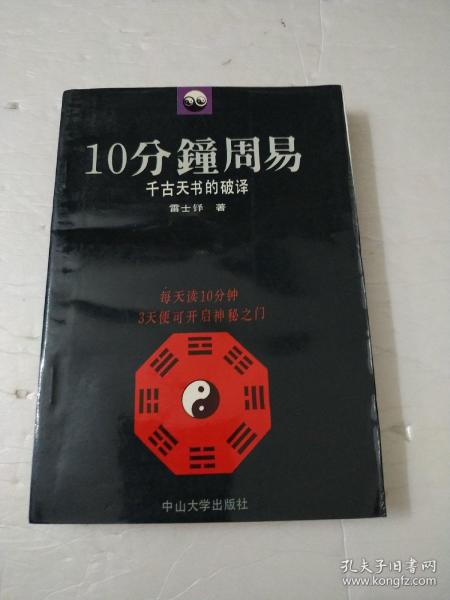 10分鐘周易
千古天书的破译
雷士铎 著
每天读10分钟
3天便可开启神秘之门
中山大学出版社
孔夫子旧书网
www.kongfz.com